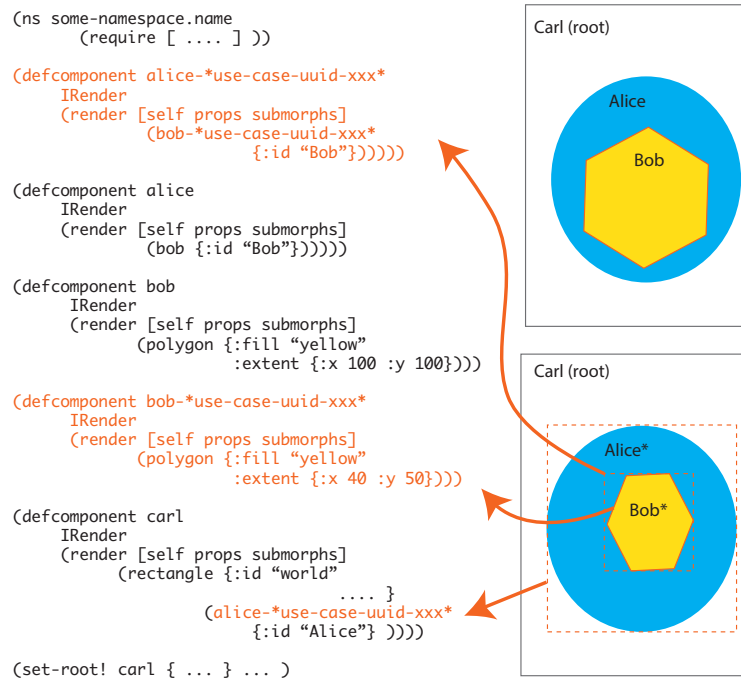 (ns some-namespace.name
(require [ .... ] ))
(defcomponent alice-*use-case-uuid-xxx*
IRender
(render [self props submorphs]
(bob-*use-case-uuid-xxx*
{:id “Bob”})))))
(defcomponent alice
IRender
(render [self props submorphs]
(bob {:id “Bob”})))))
(defcomponent bob
IRender
(render [self props submorphs]
(polygon {:fill “yellow”
:extent {:x 100 :y 100})))
(defcomponent bob-*use-case-uuid-xxx*
IRender
(render [self props submorphs]
(polygon {:fill “yellow”
:extent {:x 40 :y 50})))
(defcomponent carl
IRender
(render [self props submorphs]
(rectangle {:id “world”
.... }
(alice-*use-case-uuid-xxx*
{:id “Alice”} ))))
(set-root! carl { ... } ... )
Carl (root)
Alice
Bob
Carl (root)
Alice*
Bob*